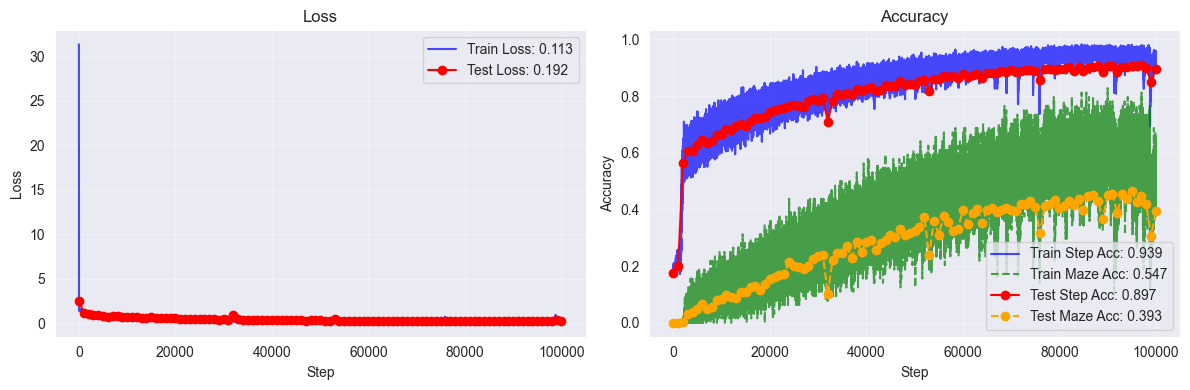 Loss
30
25
20
15
10
5
0
Loss
0
20000
40000
60000
80000
100000
Step
Train Loss: 0.113
Test Loss: 0.192
Accuracy
1.0
0.8
0.6
0.4
0.2
0.0
Accuracy
0
20000
40000
60000
80000
100000
Step
Train Step Acc: 0.939
Train Maze Acc: 0.547
Test Step Acc: 0.897
Test Maze Acc: 0.393